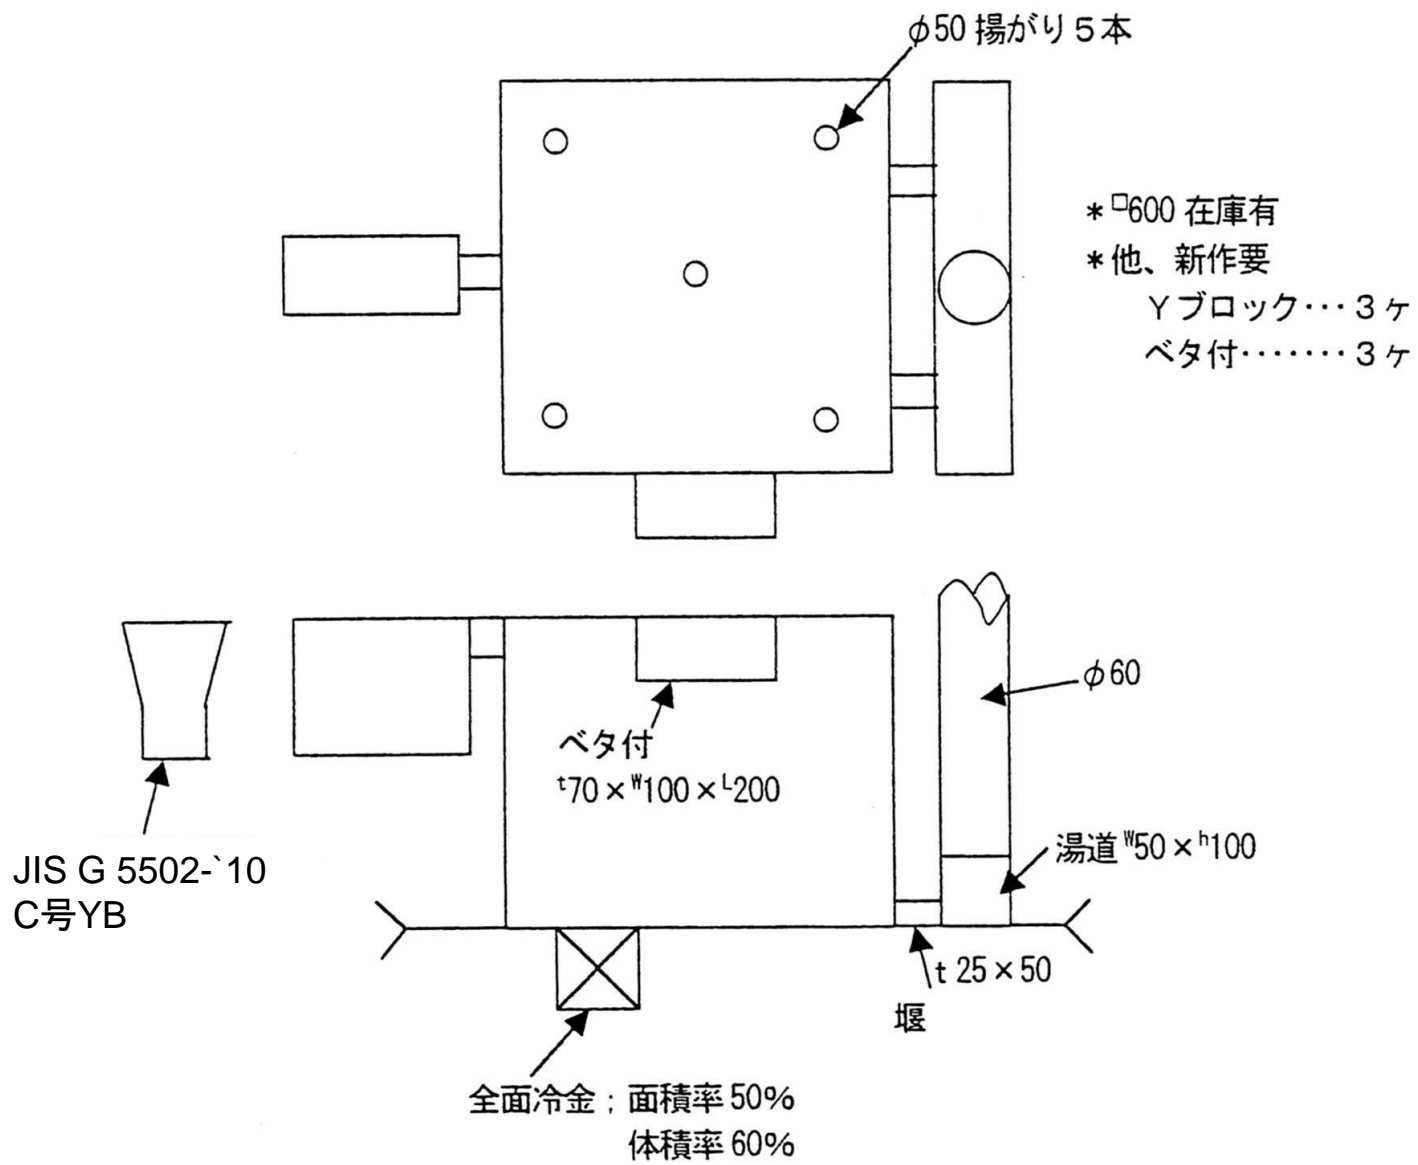 φ50 揚がり５本
＊□600 在庫有
＊他、新作要
Ｙブロック･･･３ヶ
ベタ付･･･････３ヶ
φ60
ベタ付
t70×W100×L200
湯道 W50×h100
JIS G 5502-`10
C号YB
t 25×50
堰
全面冷金；面積率 50%
体積率 60%